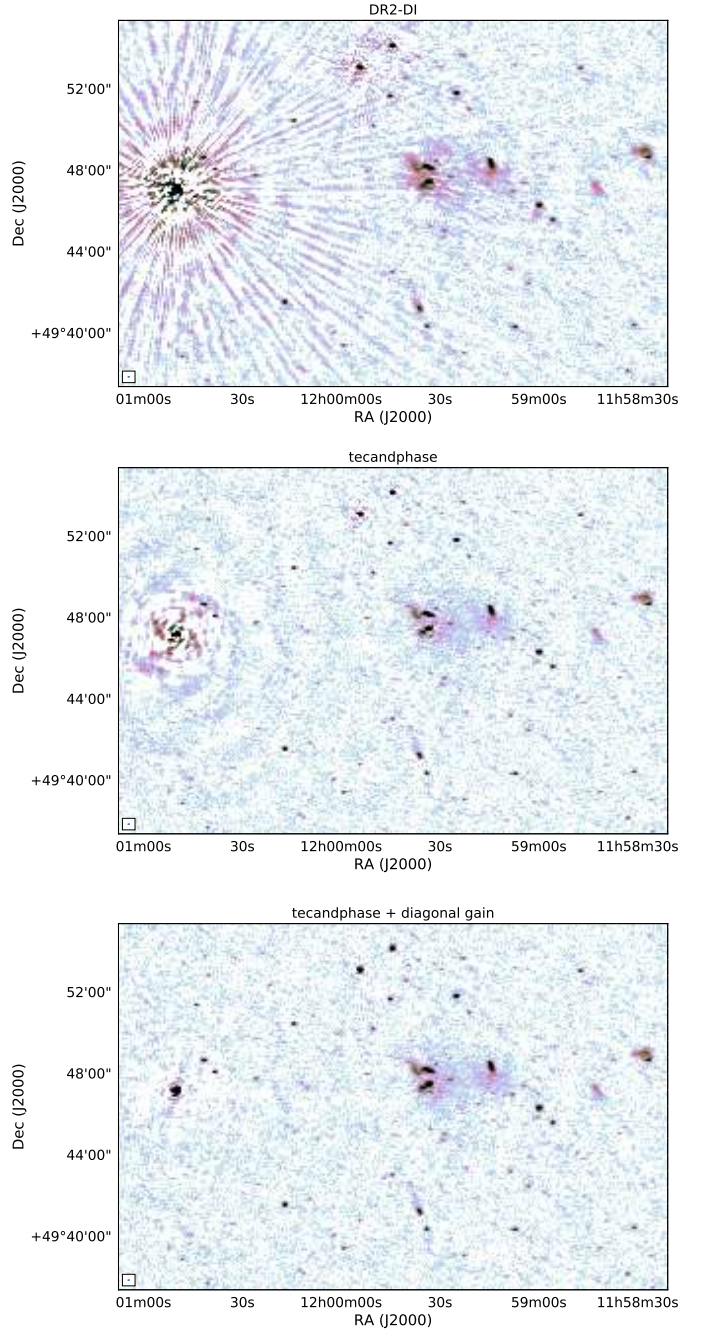 DR2-DI
52'00"
48'00"
44'00"
+49°40'00"
Dec (J2000)
01m00s 30s 12h00m00s 30s 59m00s 11h58m30s
RA (J2000)
tecandphase
52'00"
48'00"
44'00"
+49°40'00"
Dec (J2000)
01m00s 30s 12h00m00s 30s 59m00s 11h58m30s
RA (J2000)
tecandphase + diagonal gain
52'00"
48'00"
44'00"
+49°40'00"
Dec (J2000)
01m00s 30s 12h00m00s 30s 59m00s 11h58m30s
RA (J2000)